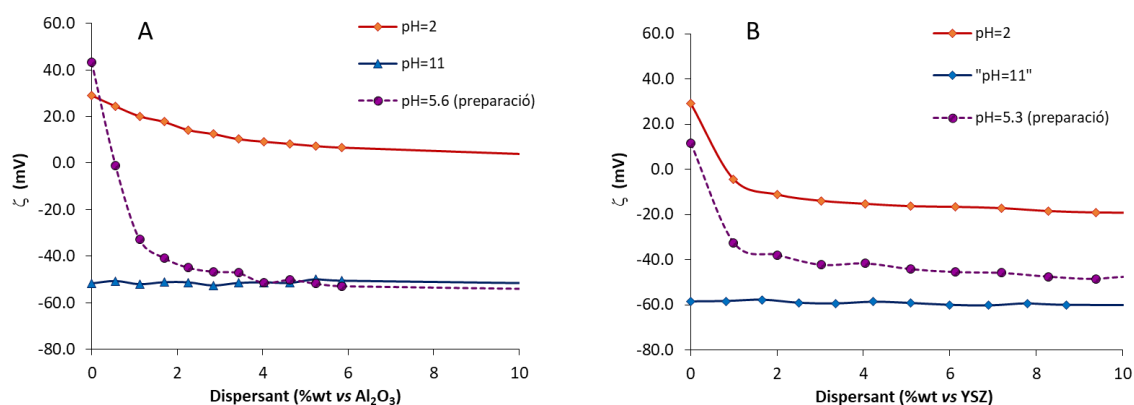 A
pH=2
pH=11
pH=5.6 (preparació)
60.0
40.0
20.0
0.0
-20.0
-40.0
-60.0
-80.0
ζ (mV)
0 2 4 6 8 10
Dispersant (%wt vs Al₂O₃)
B
pH=2
"pH=11"
pH=5.3 (preparació)
60.0
40.0
20.0
0.0
-20.0
-40.0
-60.0
-80.0
ζ (mV)
0 2 4 6 8 10
Dispersant (%wt vs YSZ)